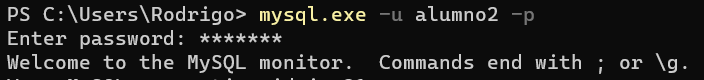 PS C:\Users\Rodrigo> mysql.exe -u alumno2 -p
Enter password: *******
Welcome to the MySQL monitor.  Commands end with ; or \g.